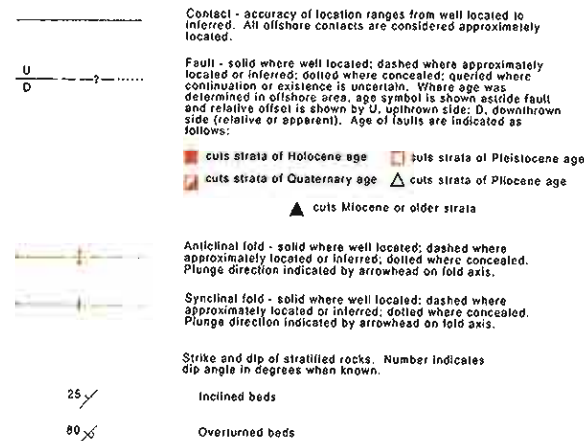 Contact - accuracy of location ranges from well located to
inferred. All offshore contacts are considered approximately
located.
U
D
?
Fault - solid where well located; dashed where approximately
located or inferred; dotted where concealed; queried where
continuation or existence is uncertain. Where age was
determined in offshore area, age symbol is shown astride fault
and relative offset is shown by U, upthrown side; D, downthrown
side (relative or apparent). Age of faults are indicated as
follows:
cuts strata of Holocene age cuts strata of Pleistocene age
cuts strata of Quaternary age cuts strata of Pliocene age
cuts Miocene or older strata
Anticlinal fold - solid where well located; dashed where
approximately located or inferred; dotted where concealed.
Plunge direction indicated by arrowhead on fold axis.
Synclinal fold - solid where well located; dashed where
approximately located or inferred; dotted where concealed.
Plunge direction indicated by arrowhead on fold axis.
Strike and dip of stratified rocks. Number indicates
dip angle in degrees when known.
25 Inclined beds
80 Overturned beds